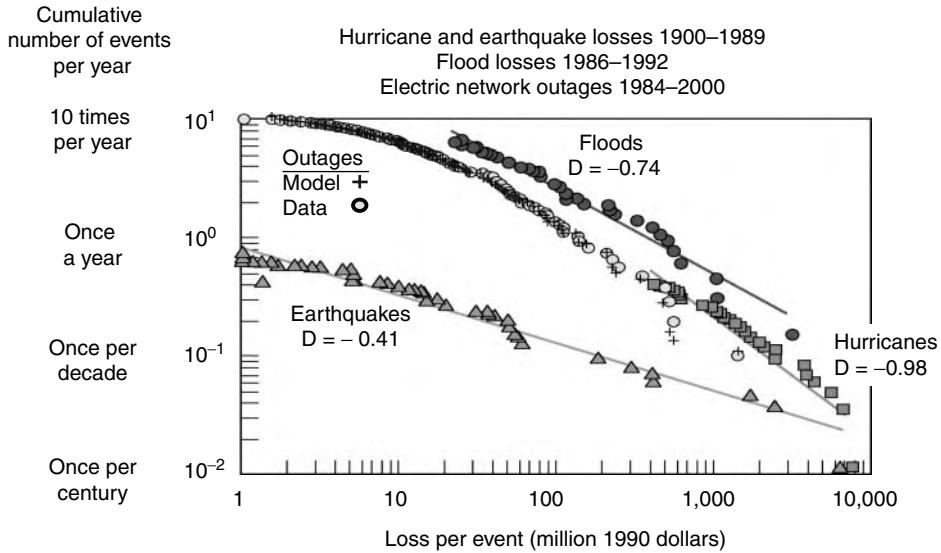 Cumulative
number of events
per year
Hurricane and earthquake losses 1900–1989
Flood losses 1986–1992
Electric network outages 1984–2000
10 times
per year
10¹
Outages
Model +
Data
Floods
D = –0.74
Once
a year
10⁰
Earthquakes
D = – 0.41
Once per
decade
10⁻¹
Hurricanes
D = –0.98
Once per
century
10⁻²
1 10 100 1,000 10,000
Loss per event (million 1990 dollars)